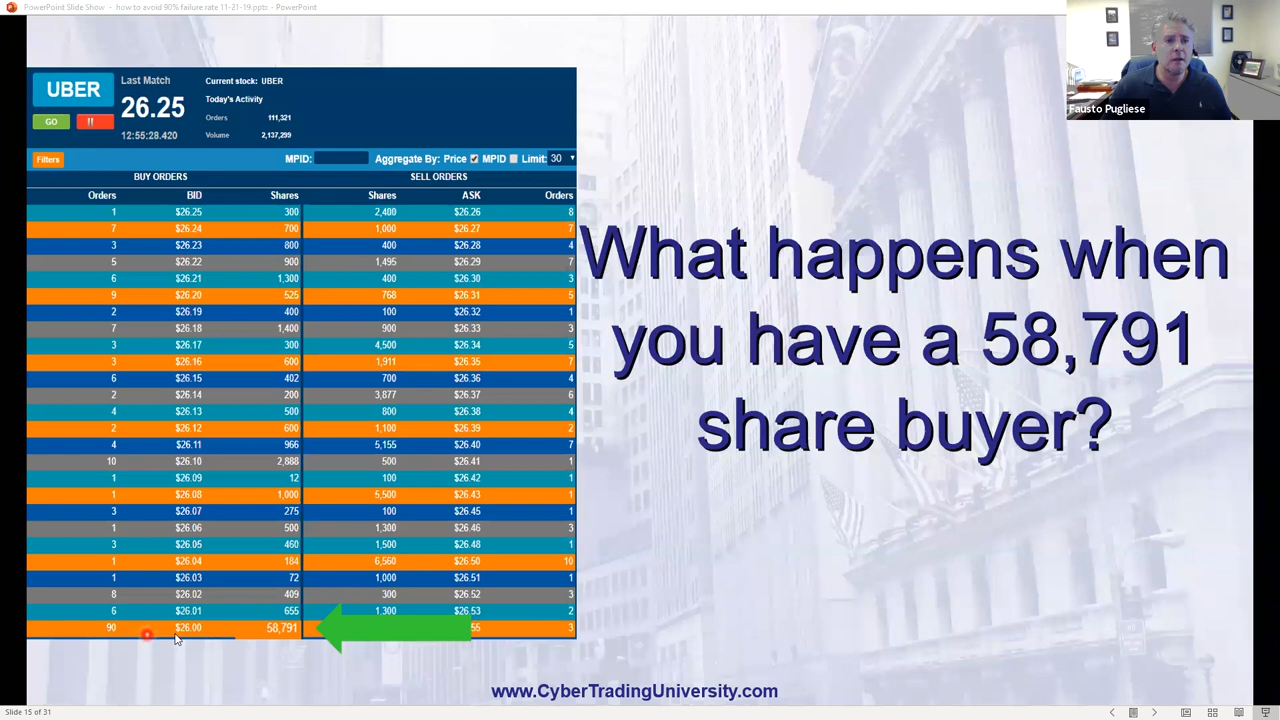 PowerPoint Slide Show - how to avoid 90% failure rate 11-21-19.pptx - PowerPoint
Fausto Pugliese
UBER
Last Match
26.25
12:55:28.420
GO
Current stock: UBER
Today's Activity
Orders 111,321
Volume 2,137,299
Filters MPID: Aggregate By: Price MPID Limit: 30
BUY ORDERS SELL ORDERS
Orders BID Shares Shares ASK Orders
1 $26.25 300 2,400 $26.26 8
7 $26.24 700 1,000 $26.27 7
3 $26.23 800 400 $26.28 4
5 $26.22 900 1,495 $26.29 7
6 $26.21 1,300 400 $26.30 3
9 $26.20 525 768 $26.31 5
2 $26.19 400 100 $26.32 1
7 $26.18 1,400 900 $26.33 3
3 $26.17 300 4,500 $26.34 5
3 $26.16 600 1,911 $26.35 7
6 $26.15 402 700 $26.36 4
2 $26.14 200 3,877 $26.37 6
4 $26.13 500 800 $26.38 4
2 $26.12 600 1,100 $26.39 2
4 $26.11 966 5,155 $26.40 7
10 $26.10 2,888 500 $26.41 1
1 $26.09 12 100 $26.42 1
1 $26.08 1,000 5,500 $26.43 1
3 $26.07 275 100 $26.45 1
1 $26.06 500 1,300 $26.46 3
3 $26.05 460 1,500 $26.48 1
1 $26.04 184 6,560 $26.50 10
1 $26.03 72 1,000 $26.51 1
8 $26.02 409 300 $26.52 3
6 $26.01 655 1,300 $26.53 2
90 $26.00 58,791 55 3
What happens when
you have a 58,791
share buyer?
www.CyberTradingUniversity.com
Slide 15 of 31